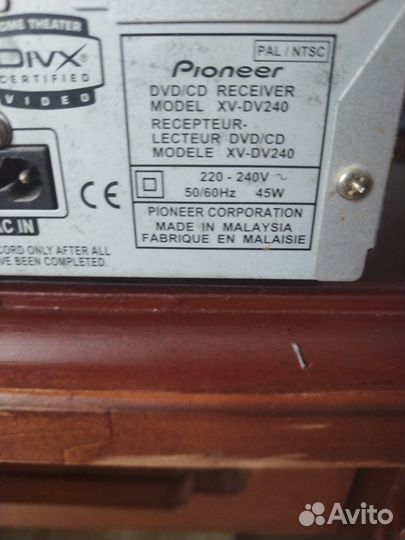 OME THEATER
DIVX
CERTIFIED
VIDEO
PAL / NTSC
Pioneer
DVD/CD RECEIVER
MODEL XV-DV240
RECEPTEUR-
LECTEUR DVD/CD
MODELE XV-DV240
220 - 240V ~
50/60Hz 45W
PIONEER CORPORATION
MADE IN MALAYSIA
FABRIQUE EN MALAISIE
CE
AC IN
CORD ONLY AFTER ALL
VE BEEN COMPLETED.
Avito